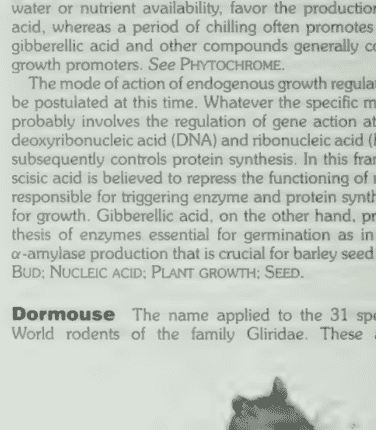 water or nutrient availability, favor the production
acid, whereas a period of chilling often promotes
gibberellic acid and other compounds generally
growth promoters. See PHYTOCHROME.
The mode of action of endogenous growth
be postulated at this time. Whatever the specific
probably involves the regulation of gene action at
deoxyribonucleic acid (DNA) and ribonucleic acid
subsequently controls protein synthesis. In this
scisic acid is believed to repress the functioning of
responsible for triggering enzyme and protein
for growth. Gibberellic acid, on the other hand,
thesis of enzymes essential for germination as in
α-amylase production that is crucial for barley seed
BUD; NUCLEIC ACID; PLANT GROWTH; SEED.
Dormouse The name applied to the 31
World rodents of the family Gliridae. These